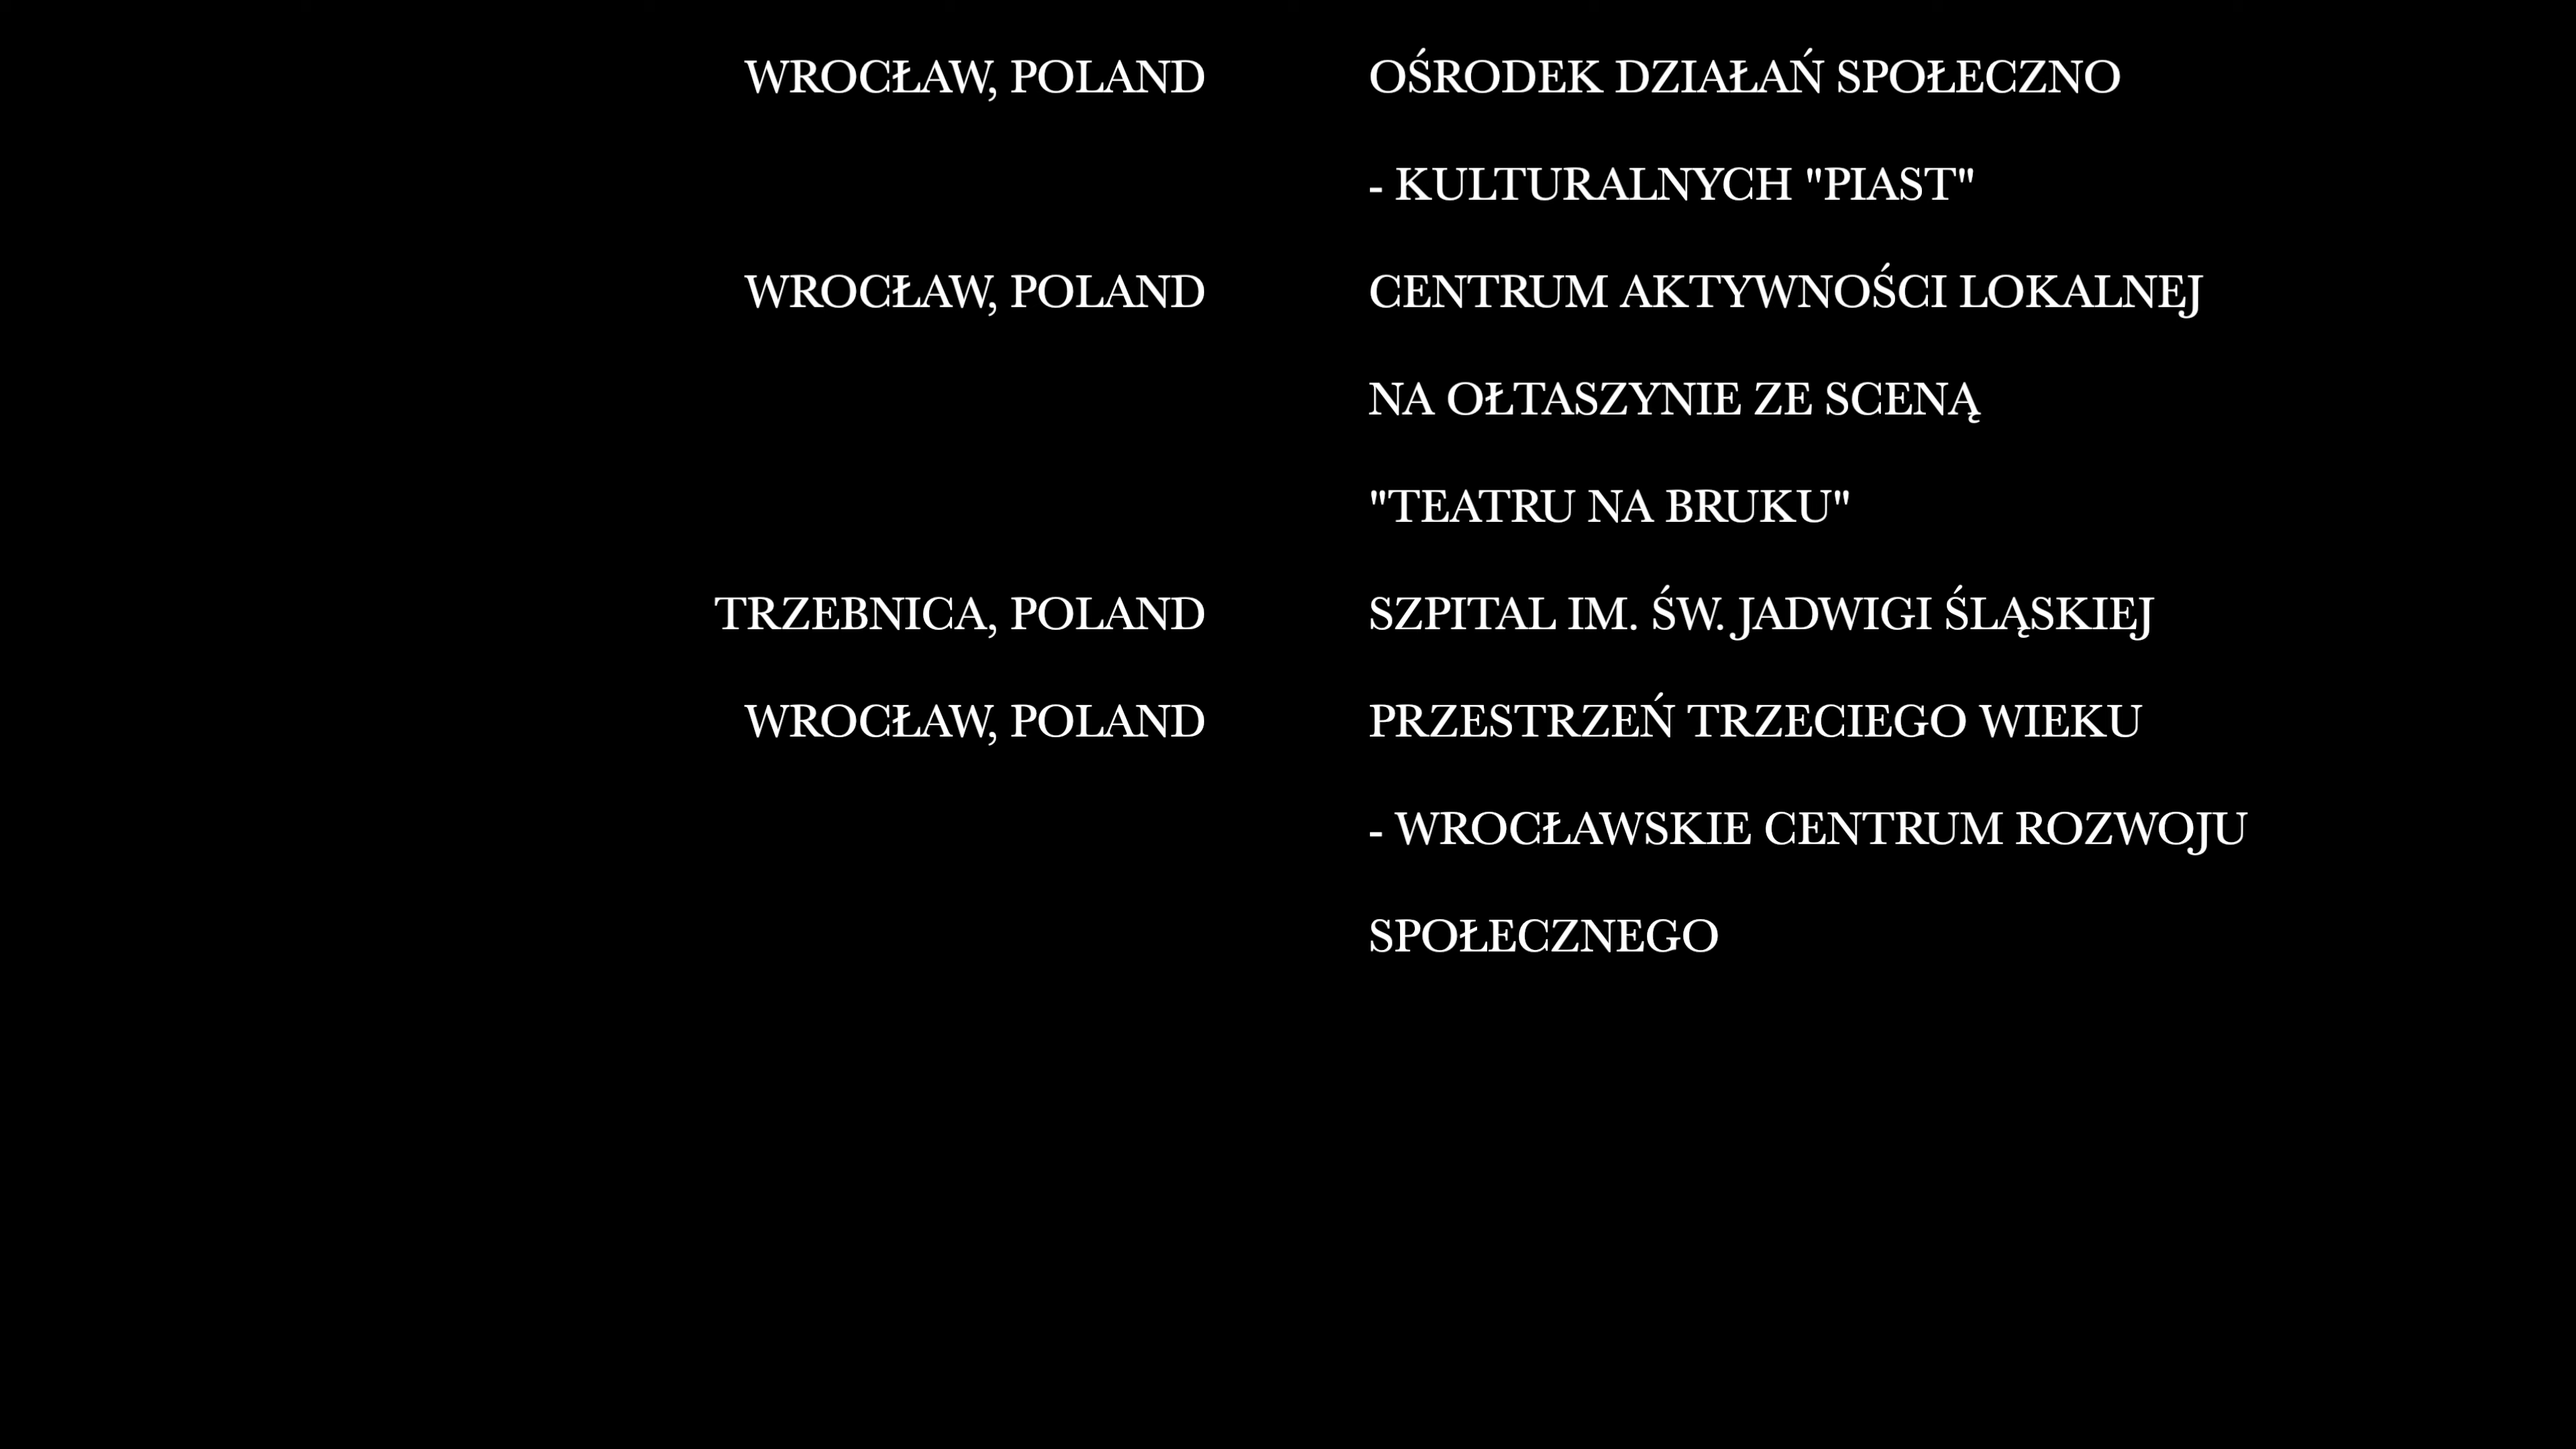 WROCŁAW, POLAND OŚRODEK DZIAŁAŃ SPOŁECZNO
- KULTURALNYCH "PIAST"
WROCŁAW, POLAND CENTRUM AKTYWNOŚCI LOKALNEJ
NA OŁTASZYNIE ZE SCENĄ
"TEATRU NA BRUKU"
TRZEBNICA, POLAND SZPITAL IM. ŚW. JADWIGI ŚLĄSKIEJ
WROCŁAW, POLAND PRZESTRZEŃ TRZECIEGO WIEKU
- WROCŁAWSKIE CENTRUM ROZWOJU
SPOŁECZNEGO